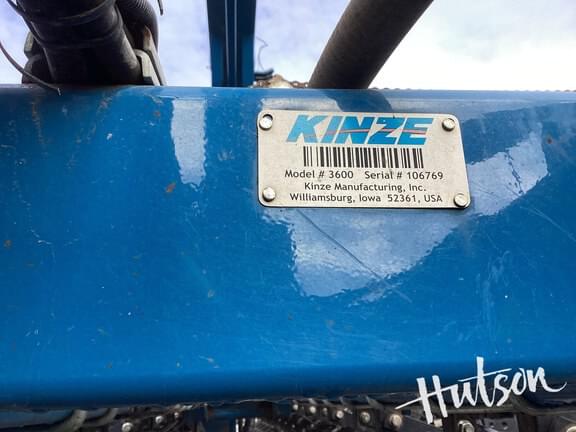 KINZE
Model # 3600 Serial # 106769
Kinze Manufacturing, Inc.
Williamsburg, Iowa 52361, USA
Hutson